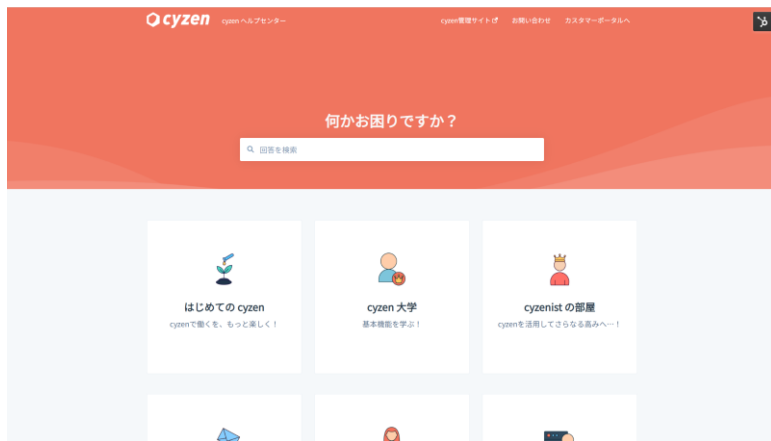 cyzen
cyzen ヘルプセンター
cyzen管理サイト
お問い合わせ
カスタマーポータルへ
何かお困りですか？
回答を検索
はじめての cyzen
cyzenで働くを、もっと楽しく！
cyzen 大学
基本機能を学ぶ！
cyzenist の部屋
cyzenを活用してさらなる高みへ…！